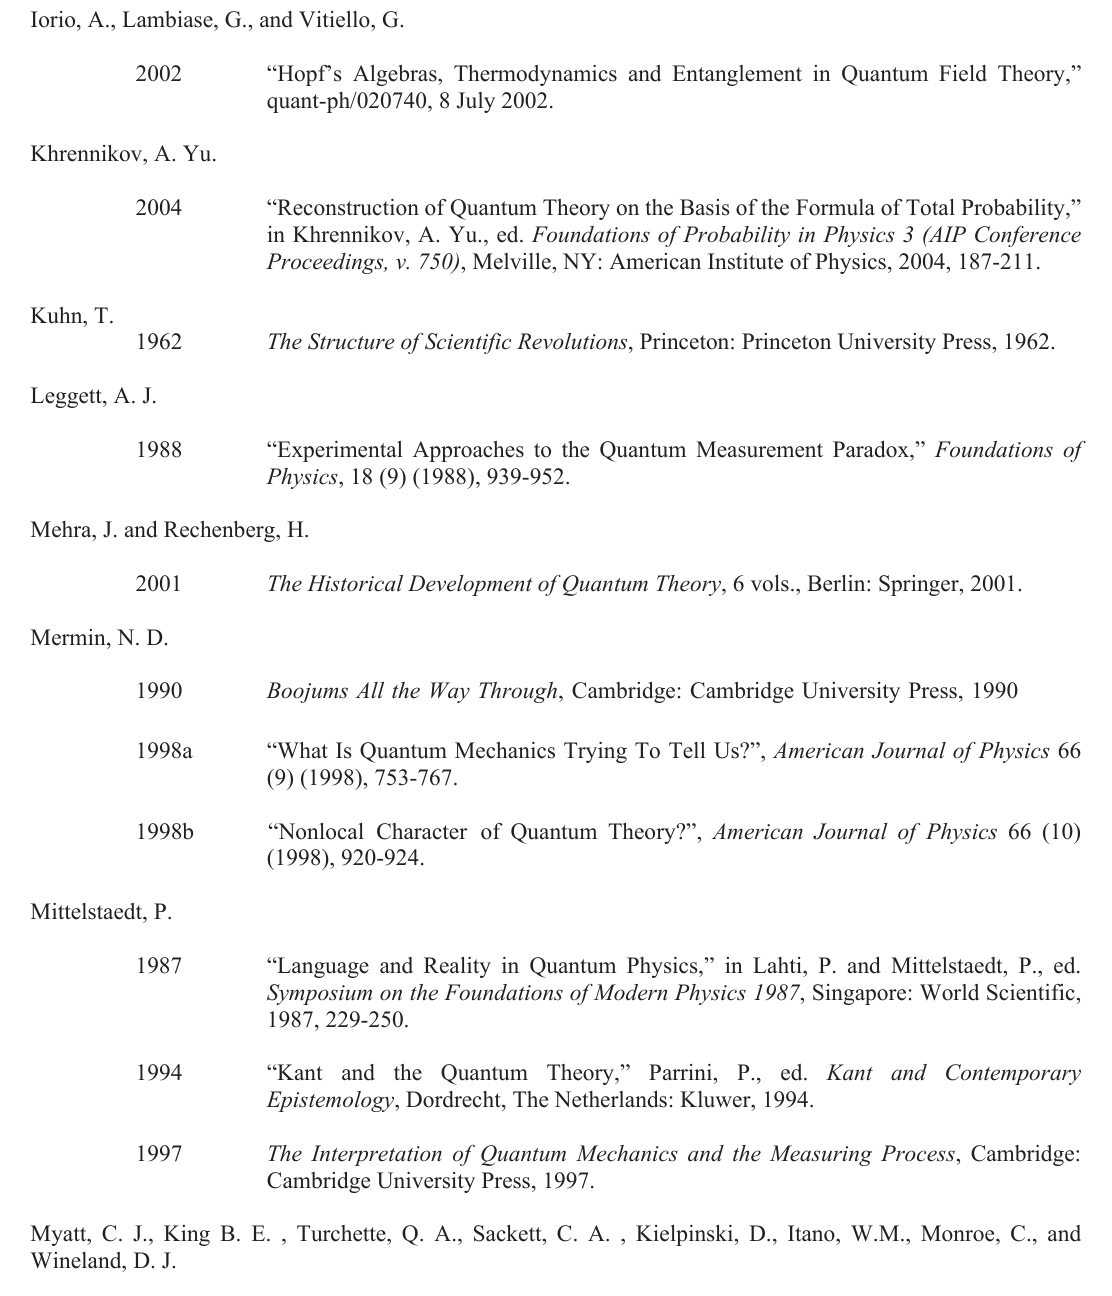 Iorio, A., Lambiase, G., and Vitiello, G.
2002 “Hopf’s Algebras, Thermodynamics and Entanglement in Quantum Field Theory,”
quant-ph/020740, 8 July 2002.
Khrennikov, A. Yu.
2004 “Reconstruction of Quantum Theory on the Basis of the Formula of Total Probability,”
in Khrennikov, A. Yu., ed. Foundations of Probability in Physics 3 (AIP Conference
Proceedings, v. 750), Melville, NY: American Institute of Physics, 2004, 187-211.
Kuhn, T.
1962 The Structure of Scientific Revolutions, Princeton: Princeton University Press, 1962.
Leggett, A. J.
1988 “Experimental Approaches to the Quantum Measurement Paradox,” Foundations of
Physics, 18 (9) (1988), 939-952.
Mehra, J. and Rechenberg, H.
2001 The Historical Development of Quantum Theory, 6 vols., Berlin: Springer, 2001.
Mermin, N. D.
1990 Boojums All the Way Through, Cambridge: Cambridge University Press, 1990
1998a “What Is Quantum Mechanics Trying To Tell Us?”, American Journal of Physics 66
(9) (1998), 753-767.
1998b “Nonlocal Character of Quantum Theory?”, American Journal of Physics 66 (10)
(1998), 920-924.
Mittelstaedt, P.
1987 “Language and Reality in Quantum Physics,” in Lahti, P. and Mittelstaedt, P., ed.
Symposium on the Foundations of Modern Physics 1987, Singapore: World Scientific,
1987, 229-250.
1994 “Kant and the Quantum Theory,” Parrini, P., ed. Kant and Contemporary
Epistemology, Dordrecht, The Netherlands: Kluwer, 1994.
1997 The Interpretation of Quantum Mechanics and the Measuring Process, Cambridge:
Cambridge University Press, 1997.
Myatt, C. J., King B. E. , Turchette, Q. A., Sackett, C. A. , Kielpinski, D., Itano, W.M., Monroe, C., and
Wineland, D. J.